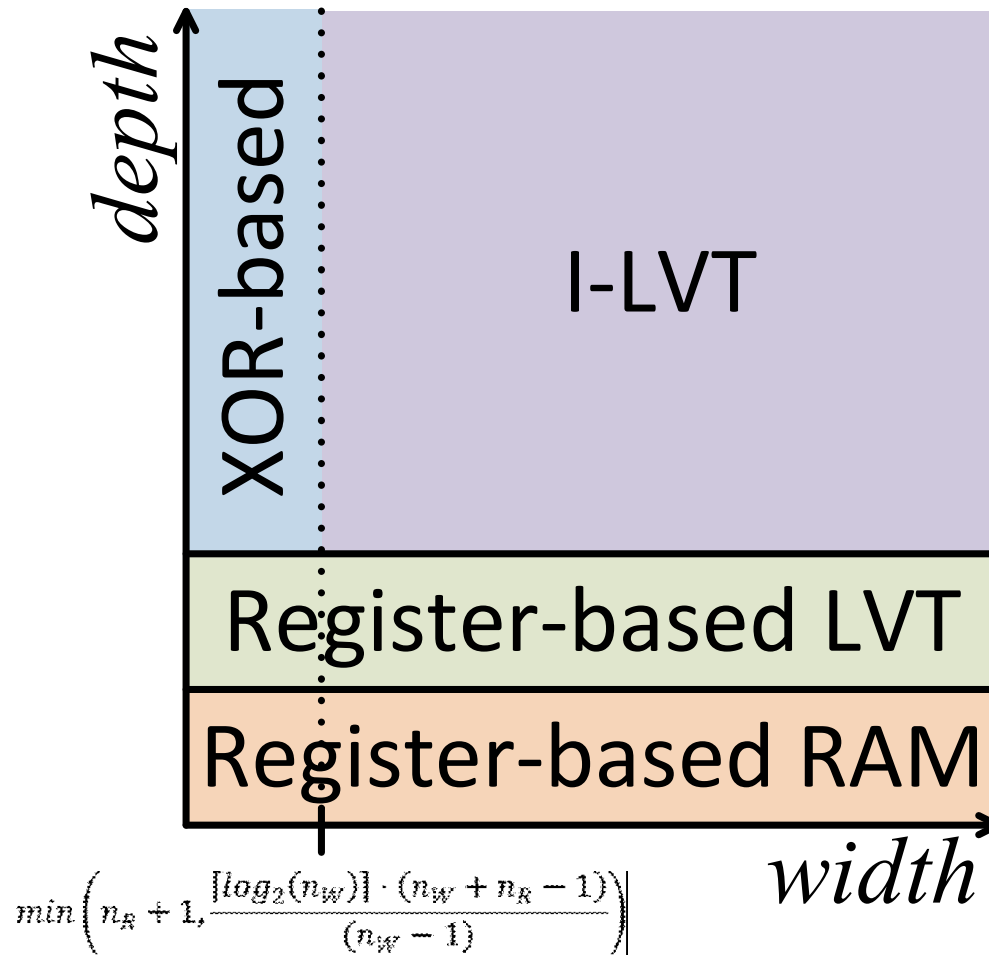 depth
XOR-based
I-LVT
Register-based LVT
Register-based RAM
width
min(n_R + 1, ⌈log_2(n_W)⌉ · (n_W + n_R − 1) / (n_W − 1))